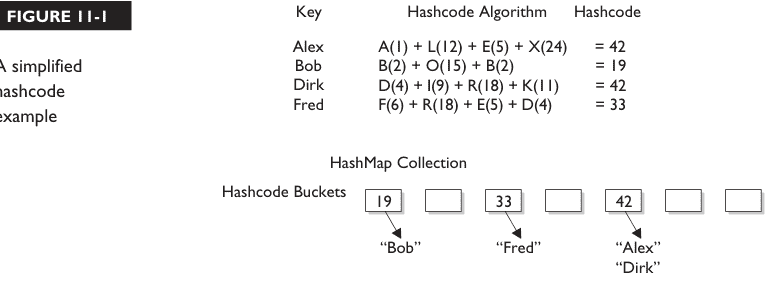 FIGURE 11-1
A simplified
hashcode
example
Key Hashcode Algorithm Hashcode
Alex A(1) + L(12) + E(5) + X(24) = 42
Bob B(2) + O(15) + B(2) = 19
Dirk D(4) + I(9) + R(18) + K(11) = 42
Fred F(6) + R(18) + E(5) + D(4) = 33
HashMap Collection
Hashcode Buckets 19 33 42
“Bob” “Fred” “Alex”
“Dirk”